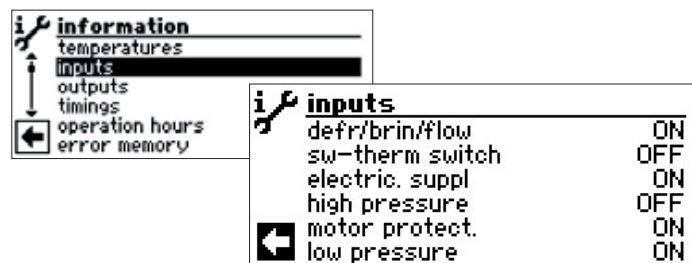 information
temperatures
inputs
outputs
timings
operation hours
error memory
inputs
defr/brin/flow ON
sw-therm switch OFF
electric. suppl ON
high pressure OFF
motor protect. ON
low pressure ON